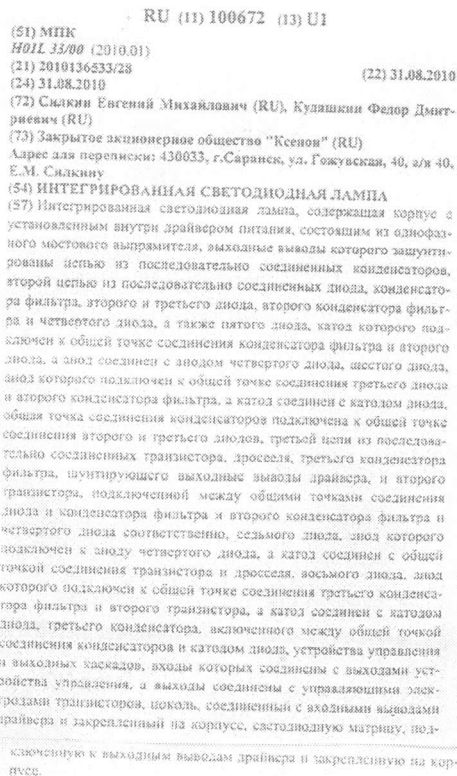 RU (11) 100672 (13) U1
(51) МПК
H01L 33/00 (2010.01)
(21) 2010136533/28 (22) 31.08.2010
(24) 31.08.2010
(72) Силкин Евгений Михайлович (RU), Кудашкин Федор Дмит-
риевич (RU)
(73) Закрытое акционерное общество "Ксенон" (RU)
Адрес для переписки: 430033, г.Саранск, ул. Гожувская, 40, а/я 40,
Е.М. Силкину
(54) ИНТЕГРИРОВАННАЯ СВЕТОДИОДНАЯ ЛАМПА
(57) Интегрированная светодиодная лампа, содержащая корпус с
установленным внутри драйвером питания, состоящим из однофаз-
ного мостового выпрямителя, выходные выводы которого зашунти-
рованы цепью из последовательно соединенных конденсаторов,
второй цепью из последовательно соединенных диода, конденсато-
ра фильтра, второго и третьего диода, второго конденсатора фильт-
ра и четвертого диода, а также пятого диода, катод которого под-
ключен к общей точке соединения конденсатора фильтра и второго
диода, а анод соединен с анодом четвертого диода, шестого диода,
анод которого подключен к общей точке соединения третьего диода
и второго конденсатора фильтра, а катод соединен с катодом диода,
общая точка соединения конденсаторов подключена к общей точке
соединения второго и третьего диодов, третьей цепи из последова-
тельно соединенных транзистора, дросселя, третьего конденсатора
фильтра, шунтирующего выходные выводы драйвера, и второго
транзистора, подключенной между общими точками соединения
диода и конденсатора фильтра и второго конденсатора фильтра и
четвертого диода соответственно, седьмого диода, анод которого
подключен к аноду четвертого диода, а катод соединен с общей
точкой соединения транзистора и дросселя, восьмого диода, анод
которого подключен к общей точке соединения третьего конденса-
тора фильтра и второго транзистора, а катод соединен с катодом
диода, третьего конденсатора, включенного между общей точкой
соединения конденсаторов и катодом диода, устройства управления
и выходных каскадов, входы которых соединены с выходами уст-
ройства управления, а выходы соединены с управляющими элек-
тродами транзисторов, цоколь, соединенный с входными выводами
драйвера и закрепленный на корпусе, светодиодную матрицу, под-
ключенную к выходным выводам драйвера и закрепленную на кор-
пусе.